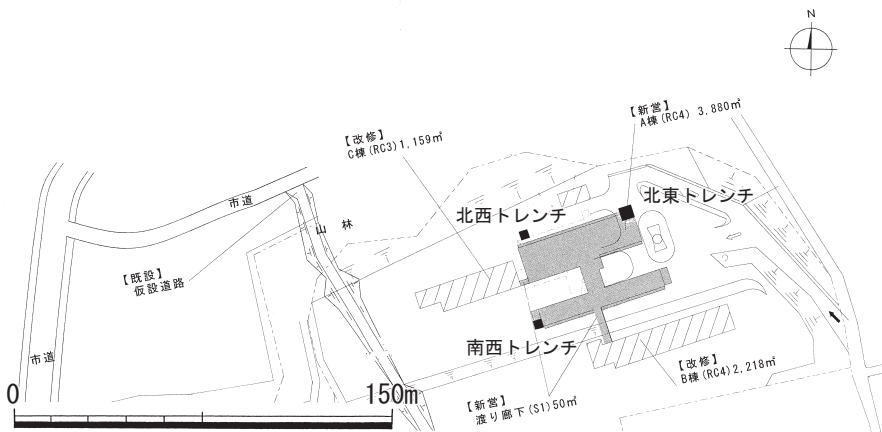 N
【新営】
A棟(RC4) 3,880㎡
【改修】
C棟(RC3)1,159㎡
北東トレンチ
市道
北西トレンチ
山林
【既設】
仮設道路
市道
南西トレンチ
【改修】
B棟(RC4)2,218㎡
0
150m
【新営】
渡り廊下(S1)50㎡